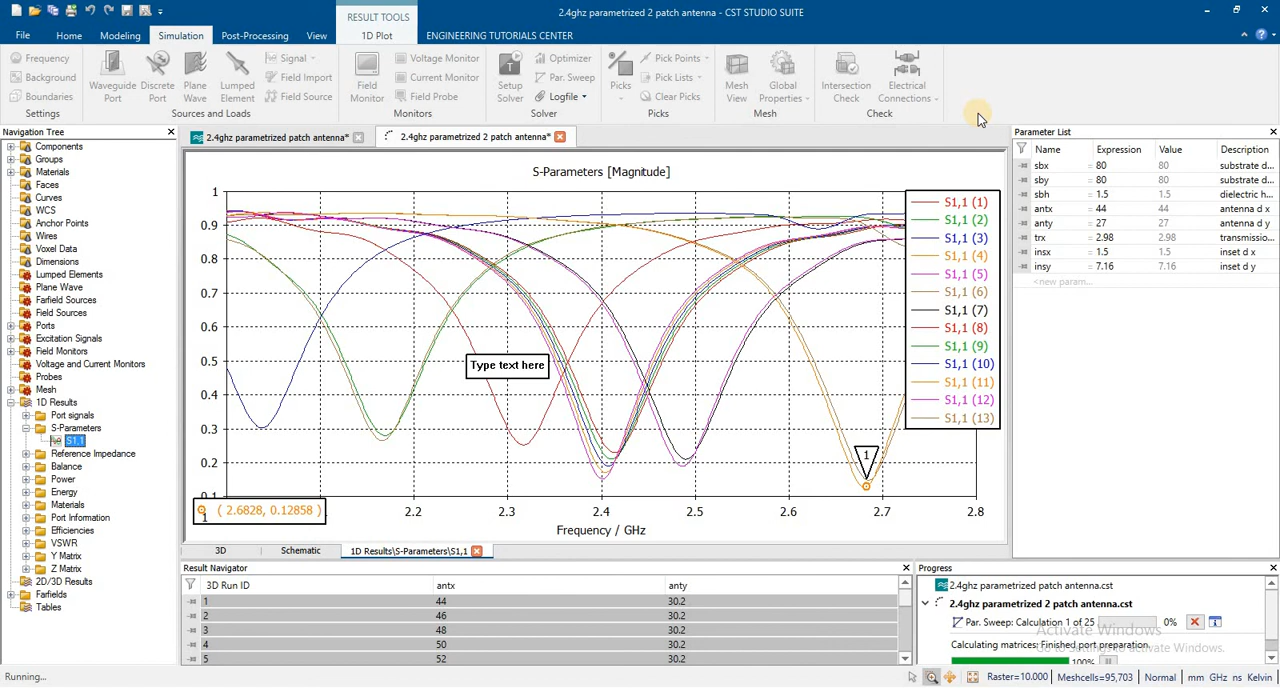 2.4ghz parametrized 2 patch antenna - CST STUDIO SUITE
RESULT TOOLS
File Home Modeling Simulation Post-Processing View 1D Plot ENGINEERING TUTORIALS CENTER
Frequency
Background
Boundaries
Settings
Waveguide Port
Discrete Port
Plane Wave
Lumped Element
Signal
Field Import
Field Source
Sources and Loads
Field Monitor
Voltage Monitor
Current Monitor
Field Probe
Monitors
Setup Solver
Optimizer
Par. Sweep
Logfile
Solver
Picks
Pick Points
Pick Lists
Clear Picks
Picks
Mesh View
Global Properties
Mesh
Intersection Check
Electrical Connections
Check
Navigation Tree
Components
Groups
Materials
Faces
Curves
WCS
Anchor Points
Wires
Voxel Data
Dimensions
Lumped Elements
Plane Wave
Farfield Sources
Field Sources
Ports
Excitation Signals
Field Monitors
Voltage and Current Monitors
Probes
Mesh
1D Results
Port signals
S-Parameters
S1,1
Reference Impedance
Balance
Power
Energy
Materials
Port Information
Efficiencies
VSWR
Y Matrix
Z Matrix
2D/3D Results
Farfields
Tables
2.4ghz parametrized patch antenna*
2.4ghz parametrized 2 patch antenna*
S-Parameters [Magnitude]
1
0.9
0.8
0.7
0.6
0.5
0.4
0.3
0.2
0.1
Type text here
1
S1,1 (1)
S1,1 (2)
S1,1 (3)
S1,1 (4)
S1,1 (5)
S1,1 (6)
S1,1 (7)
S1,1 (8)
S1,1 (9)
S1,1 (10)
S1,1 (11)
S1,1 (12)
S1,1 (13)
1 ( 2.6828, 0.12858 )
2.2 2.3 2.4 2.5 2.6 2.7 2.8
Frequency / GHz
3D Schematic 1D Results\S-Parameters\S1,1
Parameter List
Name Expression Value Description
sbx = 80 80 substrate d...
sby = 80 80 substrate d...
sbh = 1.5 1.5 dielectric h...
antx = 44 44 antenna d x
anty = 27 27 antenna d y
trx = 2.98 2.98 transmissio...
insx = 1.5 1.5 inset d x
insy = 7.16 7.16 inset d y
<new param...
Result Navigator
3D Run ID antx anty
1 44 30.2
2 46 30.2
3 48 30.2
4 50 30.2
5 52 30.2
Progress
2.4ghz parametrized patch antenna.cst
2.4ghz parametrized 2 patch antenna.cst
Par. Sweep: Calculation 1 of 25 0%
Calculating matrices: Finished port preparation.
100%
Activate Windows
Go to Settings to activate Windows.
Running...
Raster=10.000 Meshcells=95,703 Normal mm GHz ns Kelvin